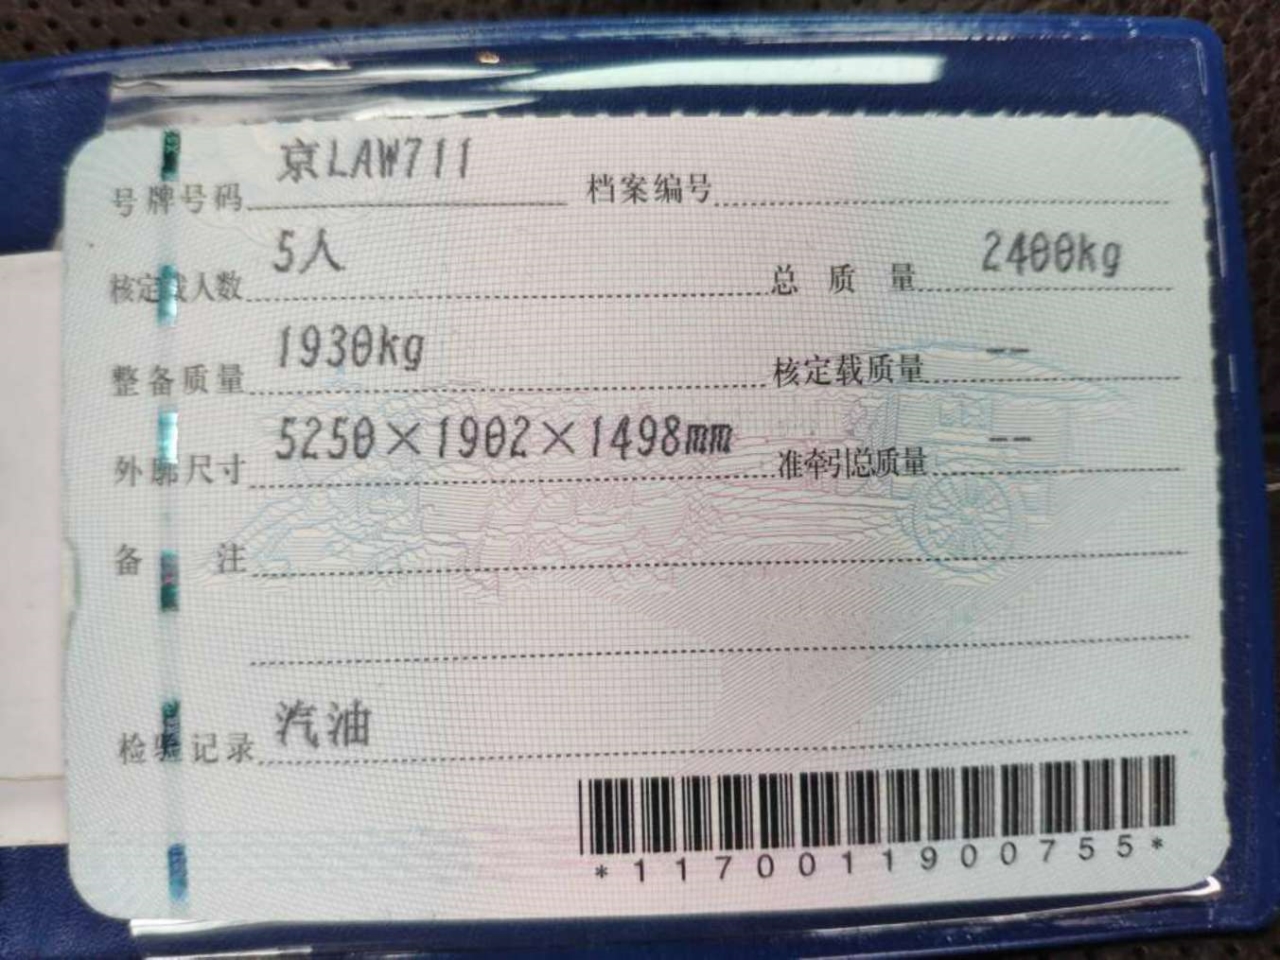 号牌号码 京LAW711 档案编号
核定载人数 5人 总质量 2400kg
整备质量 1930kg 核定载质量 --
外廓尺寸 5250×1902×1498mm 准牵引总质量 --
备注
检验记录 汽油
*1170011900755*